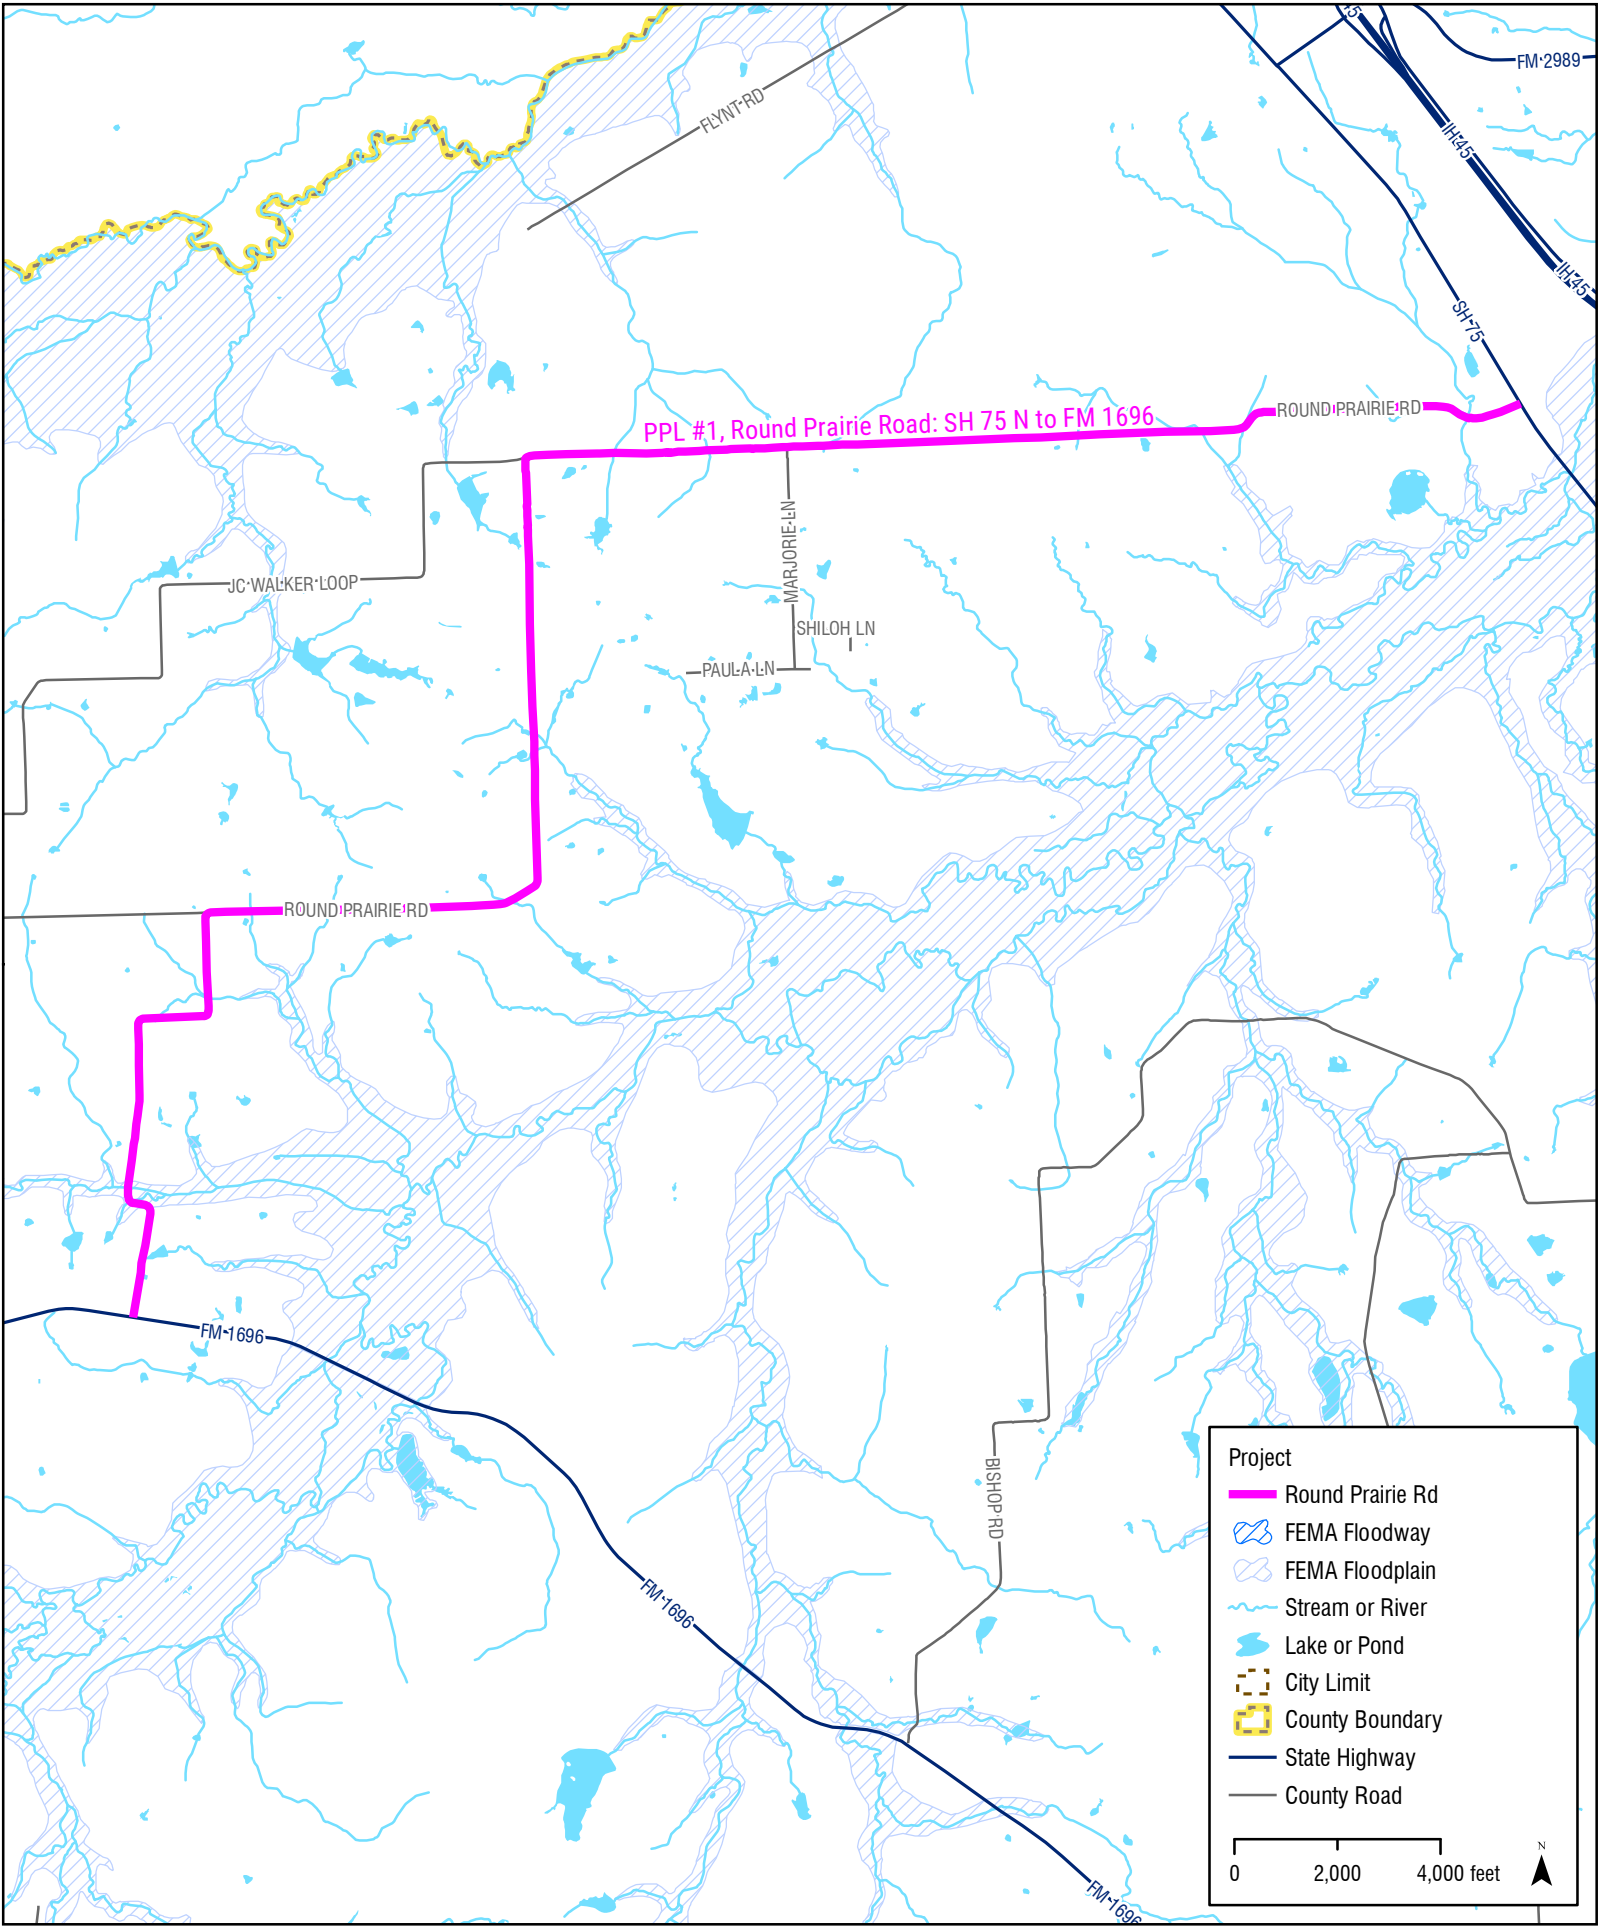 45
FM 2989
FLYNT RD
IH 45
IH 45
SH 75
ROUND PRAIRIE RD
PPL #1, Round Prairie Road: SH 75 N to FM 1696
MARJORIE LN
JC WALKER LOOP
SHILOH LN
PAULA LN
ROUND PRAIRIE RD
FM 1696
BISHOP RD
FM 1696
FM 1696
Project
Round Prairie Rd
FEMA Floodway
FEMA Floodplain
Stream or River
Lake or Pond
City Limit
County Boundary
State Highway
County Road
0 2,000 4,000 feet
N